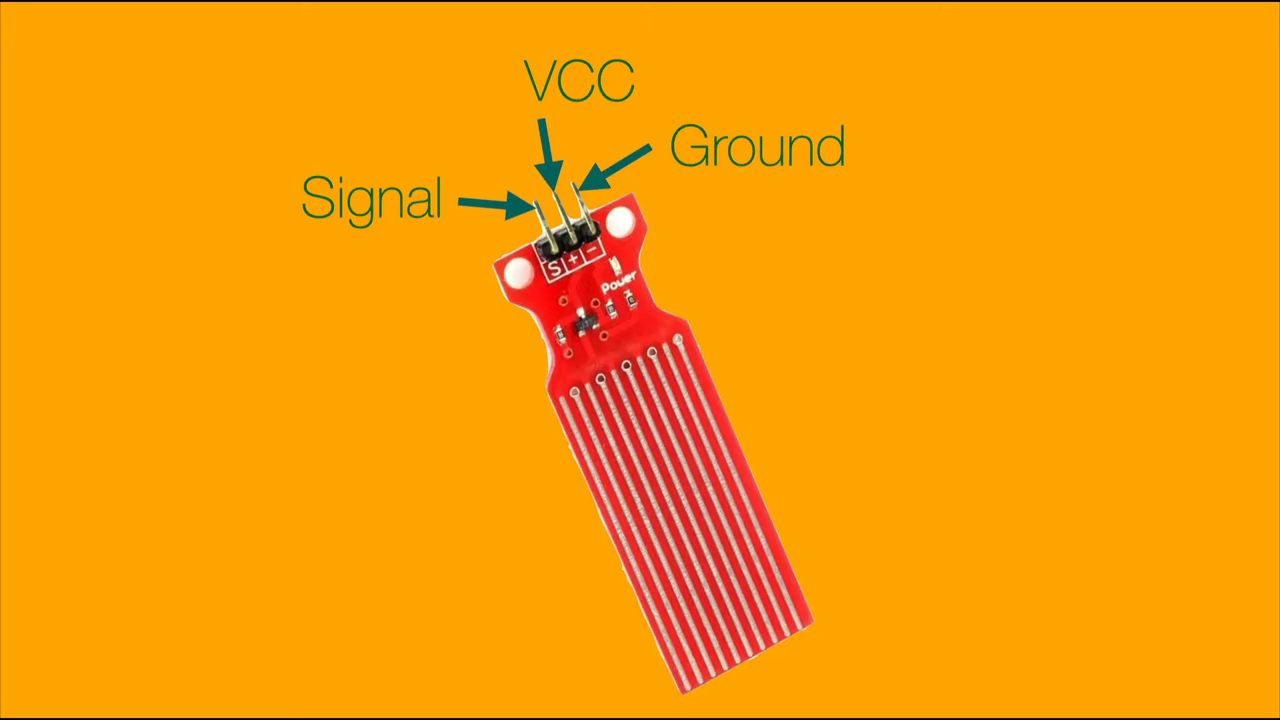 VCC
Ground
Signal
S + −
Power